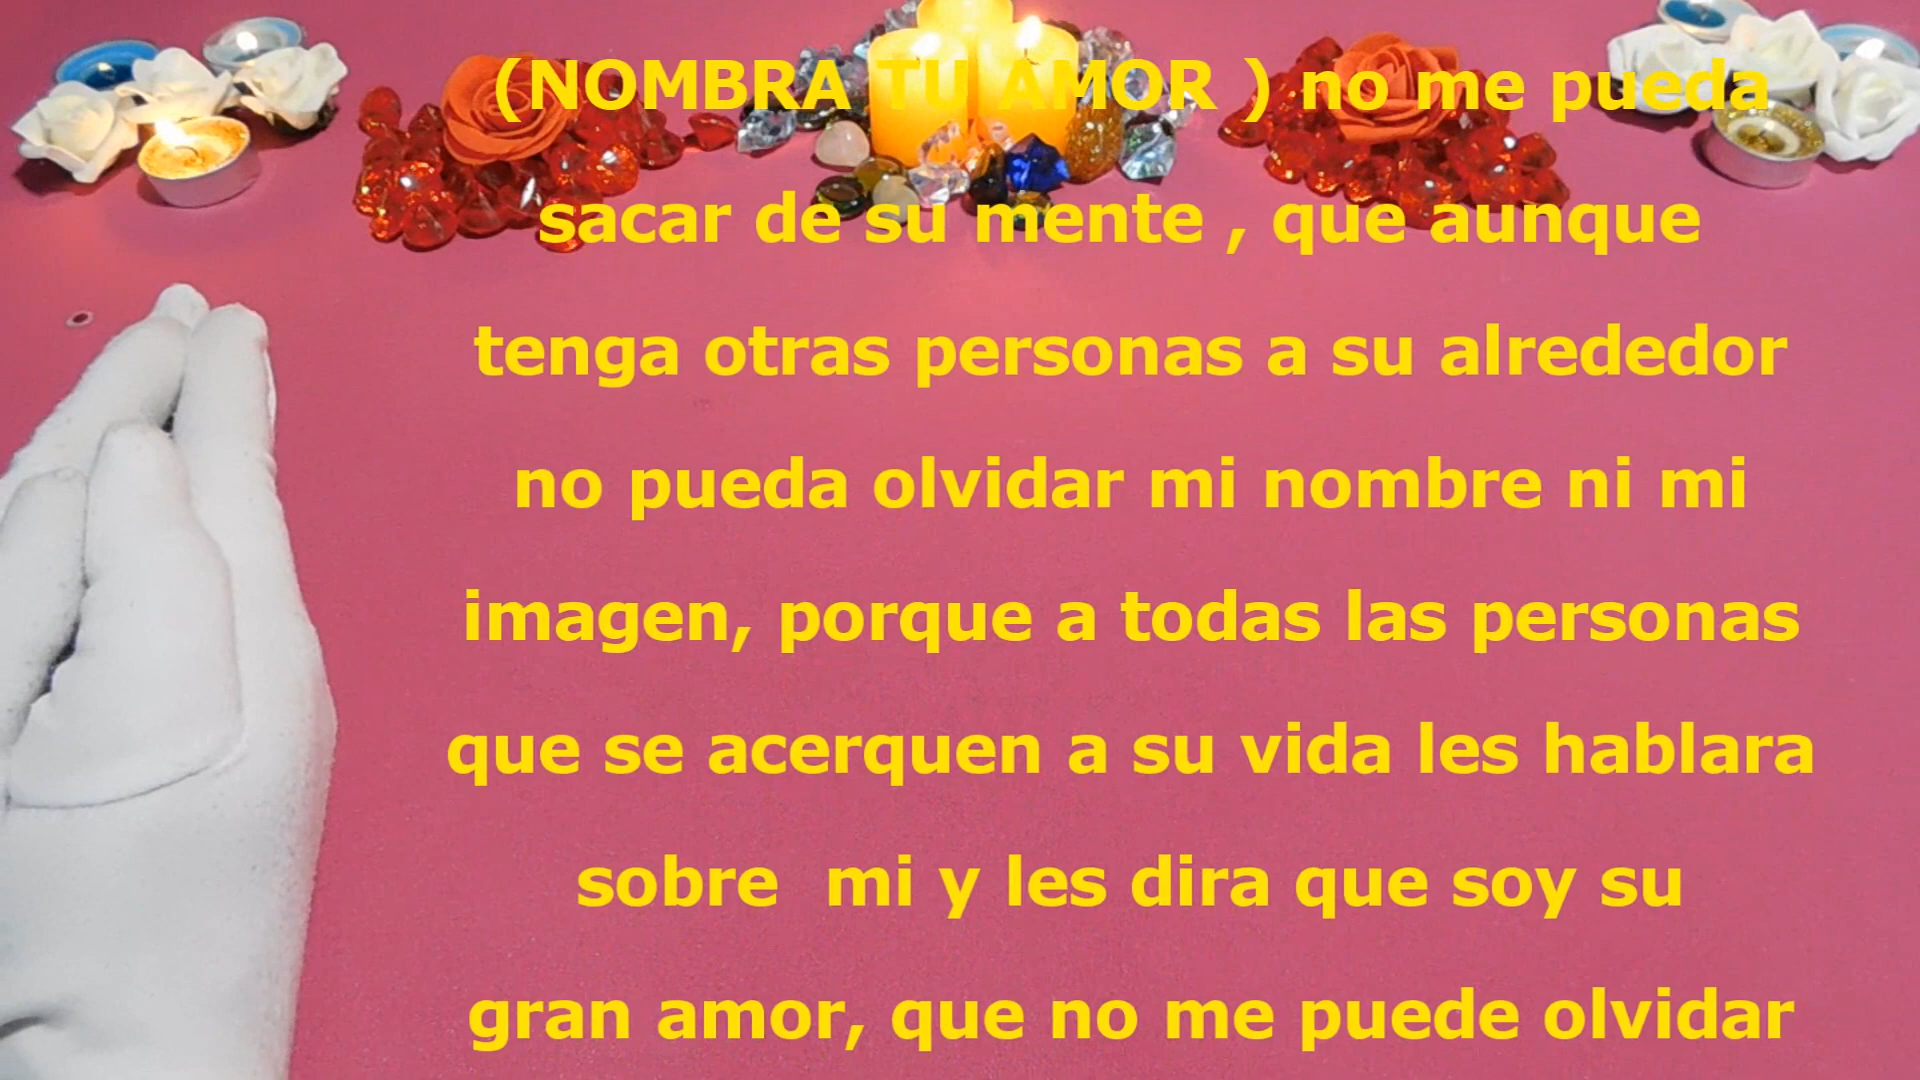 (NOMBRA TU AMOR ) no me pueda
sacar de su mente , que aunque
tenga otras personas a su alrededor
no pueda olvidar mi nombre ni mi
imagen, porque a todas las personas
que se acerquen a su vida les hablara
sobre  mi y les dira que soy su
gran amor, que no me puede olvidar